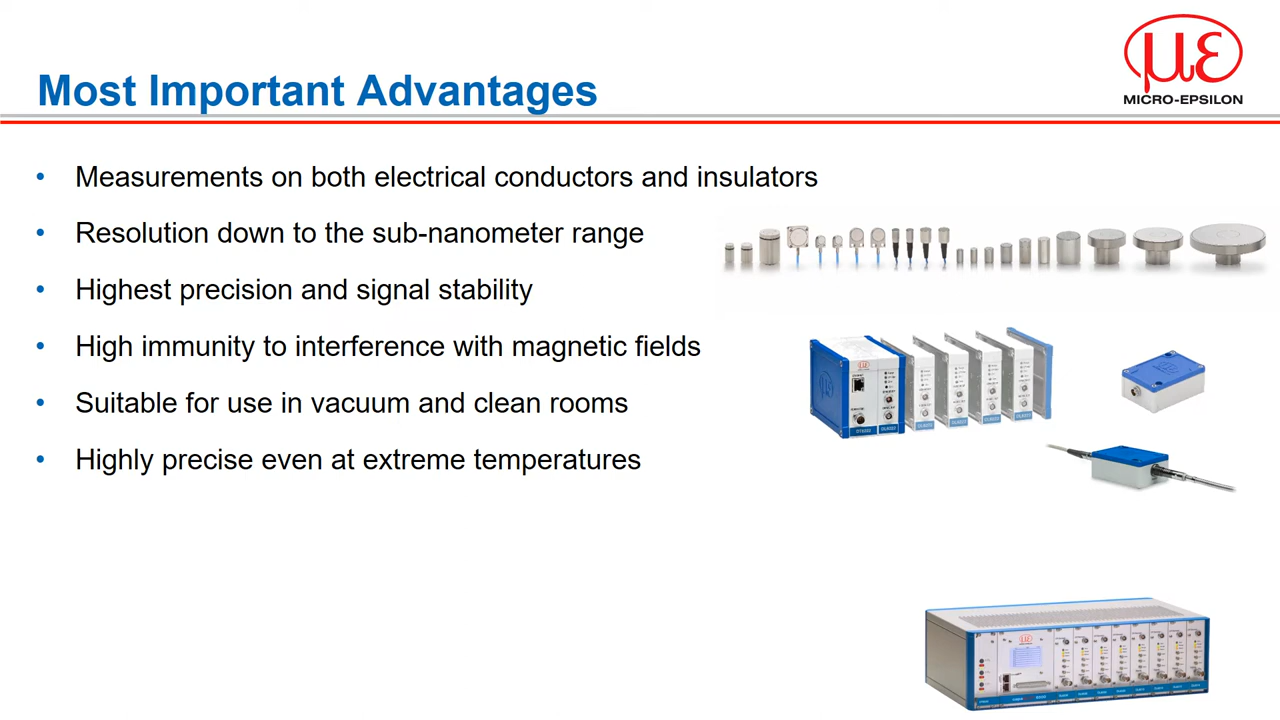 Most Important Advantages
με
MICRO-EPSILON
• Measurements on both electrical conductors and insulators
• Resolution down to the sub-nanometer range
• Highest precision and signal stability
• High immunity to interference with magnetic fields
• Suitable for use in vacuum and clean rooms
• Highly precise even at extreme temperatures